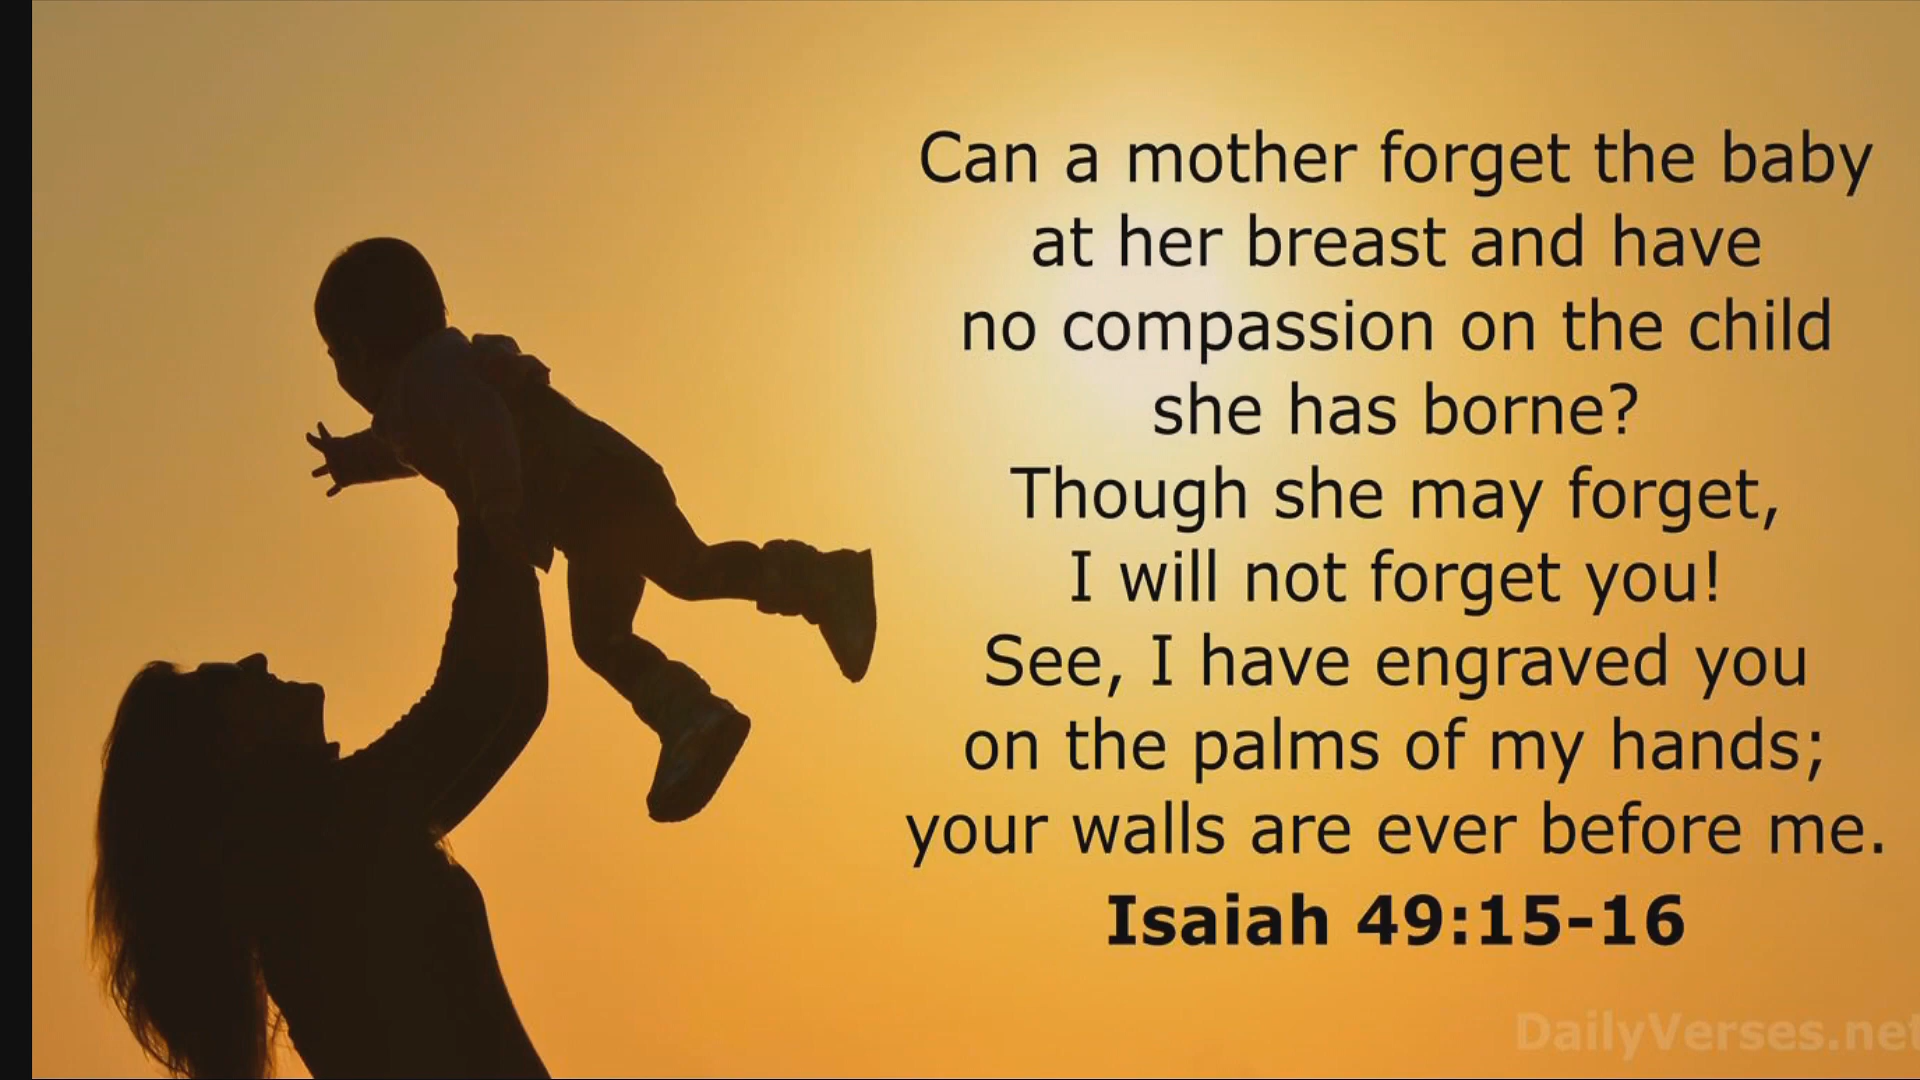 Can a mother forget the baby
at her breast and have
no compassion on the child
she has borne?
Though she may forget,
I will not forget you!
See, I have engraved you
on the palms of my hands;
your walls are ever before me.
Isaiah 49:15-16
DailyVerses.net